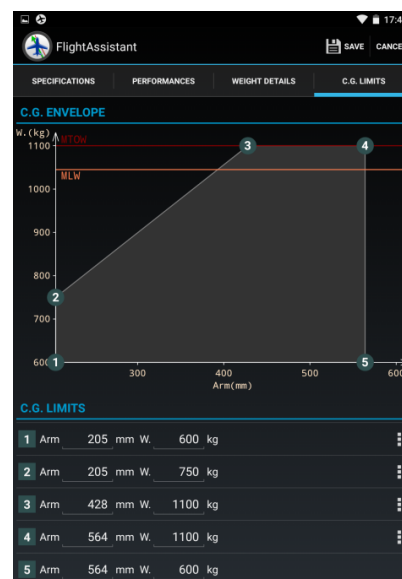 17:4
FlightAssistant SAVE CANCE
SPECIFICATIONS PERFORMANCES WEIGHT DETAILS C.G. LIMITS
C.G. ENVELOPE
W.(kg)
MTOW
1100 3 4
MLW
1000
900
800
2
700
600 1 5
300 400 500 600
Arm(mm)
C.G. LIMITS
1 Arm 205 mm W. 600 kg
2 Arm 205 mm W. 750 kg
3 Arm 428 mm W. 1100 kg
4 Arm 564 mm W. 1100 kg
5 Arm 564 mm W. 600 kg